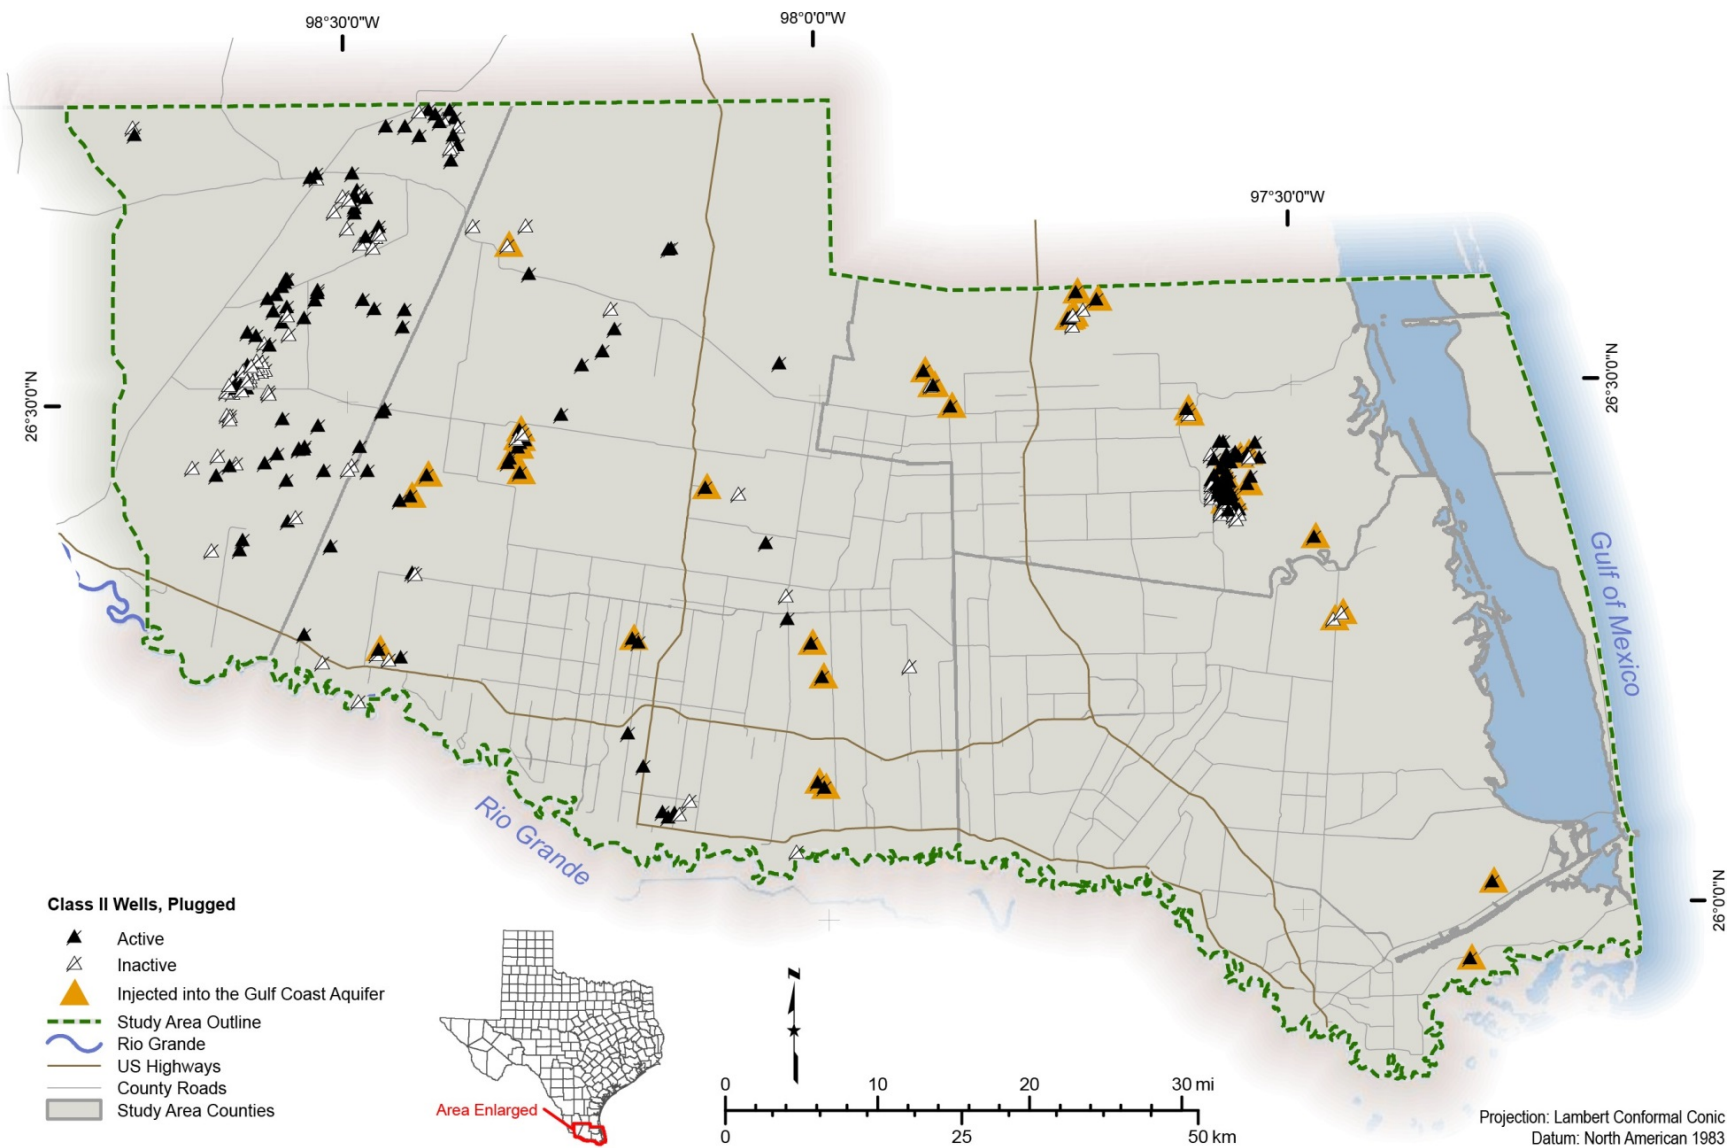 98°30'0"W
98°0'0"W
97°30'0"W
26°30'0"N
26°30'0"N
Gulf of Mexico
Rio Grande
26°0'0"N
Class II Wells, Plugged
Active
Inactive
Injected into the Gulf Coast Aquifer
Study Area Outline
Rio Grande
US Highways
County Roads
Study Area Counties
Area Enlarged
N
0 10 20 30 mi
0 25 50 km
Projection: Lambert Conformal Conic
Datum: North American 1983